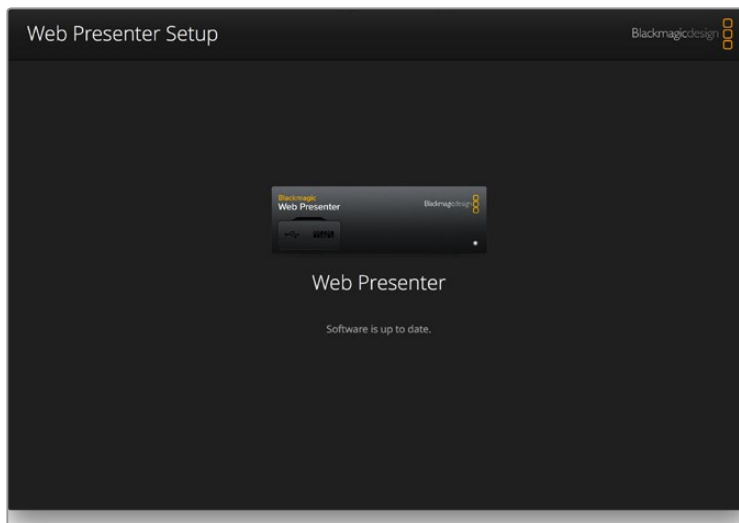 Web Presenter Setup
Blackmagicdesign
Blackmagic
Web Presenter
Blackmagicdesign
Web Presenter
Software is up to date.